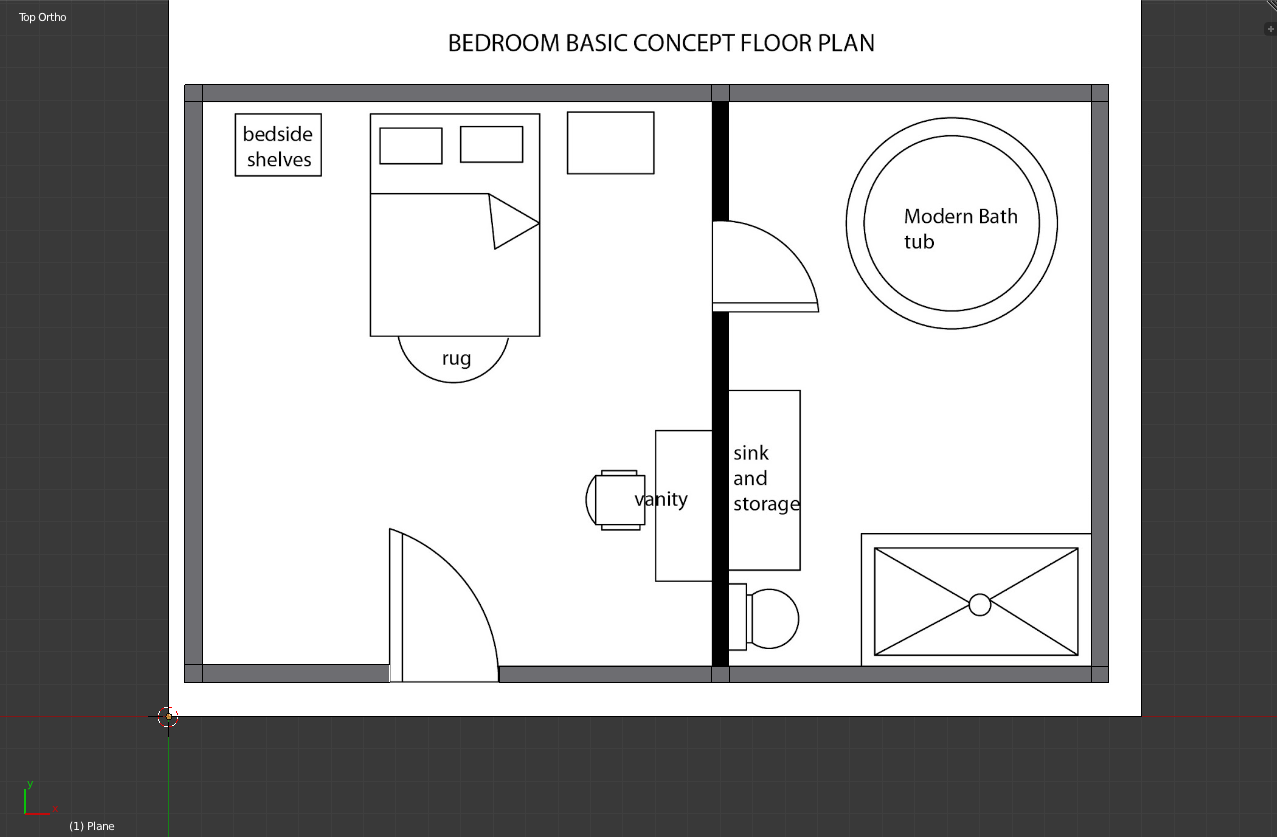 Top Ortho
BEDROOM BASIC CONCEPT FLOOR PLAN
bedside
shelves
Modern Bath
tub
rug
sink
and
storage
vanity
y
x
(1) Plane